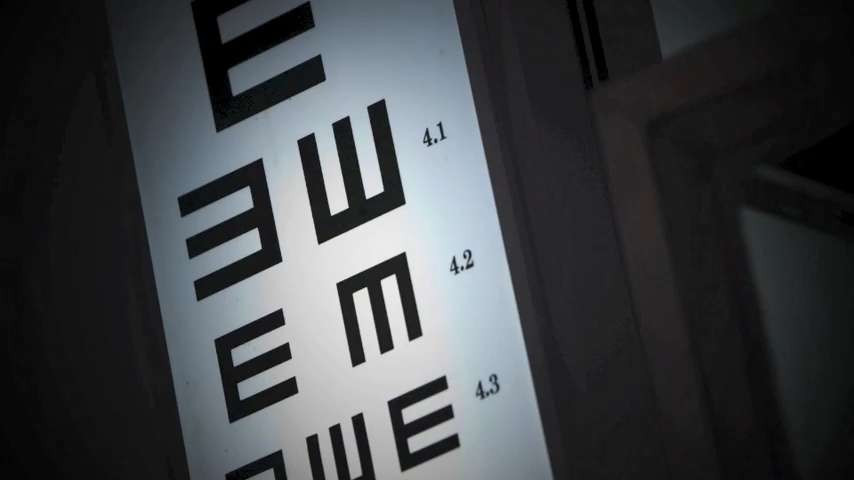 E
E E 4.1
E E 4.2
E E E 4.3